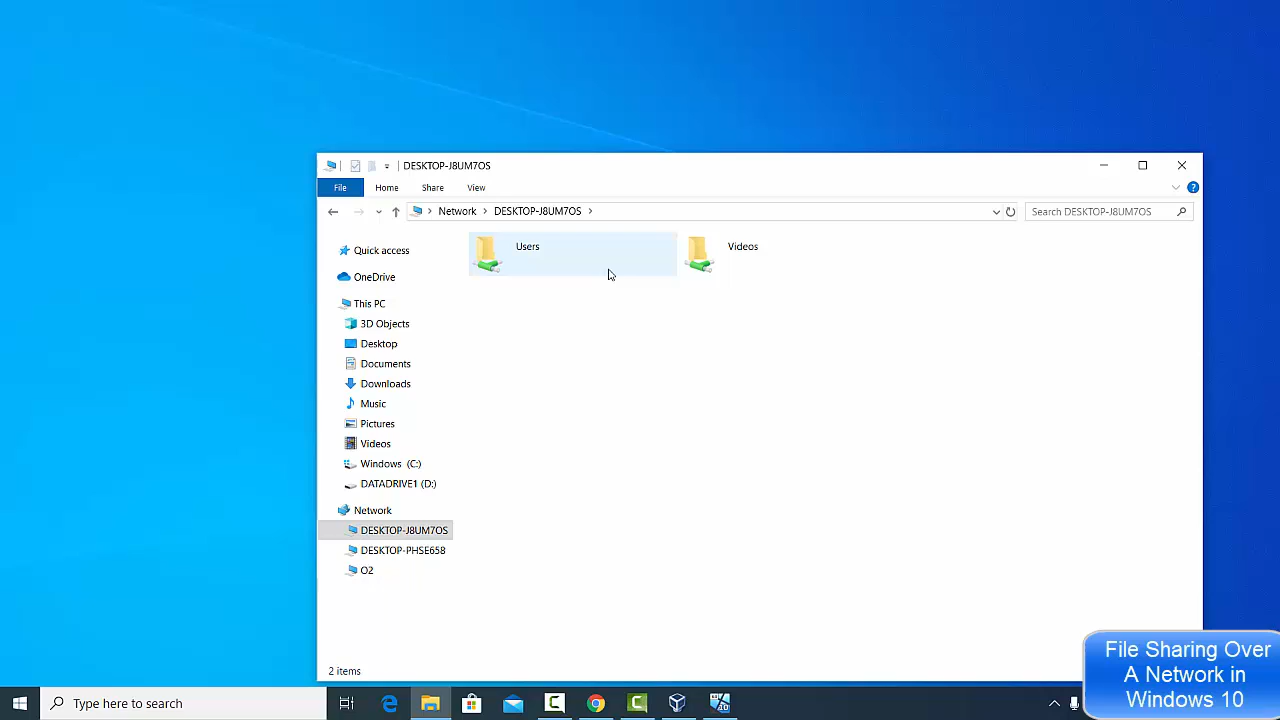 DESKTOP-J8UM7OS
File Home Share View
Network DESKTOP-J8UM7OS
Search DESKTOP-J8UM7OS
Quick access
OneDrive
This PC
3D Objects
Desktop
Documents
Downloads
Music
Pictures
Videos
Windows (C:)
DATADRIVE1 (D:)
Network
DESKTOP-J8UM7OS
DESKTOP-PHSE658
O2
Users
Videos
2 items
File Sharing Over
A Network in
Windows 10
Type here to search